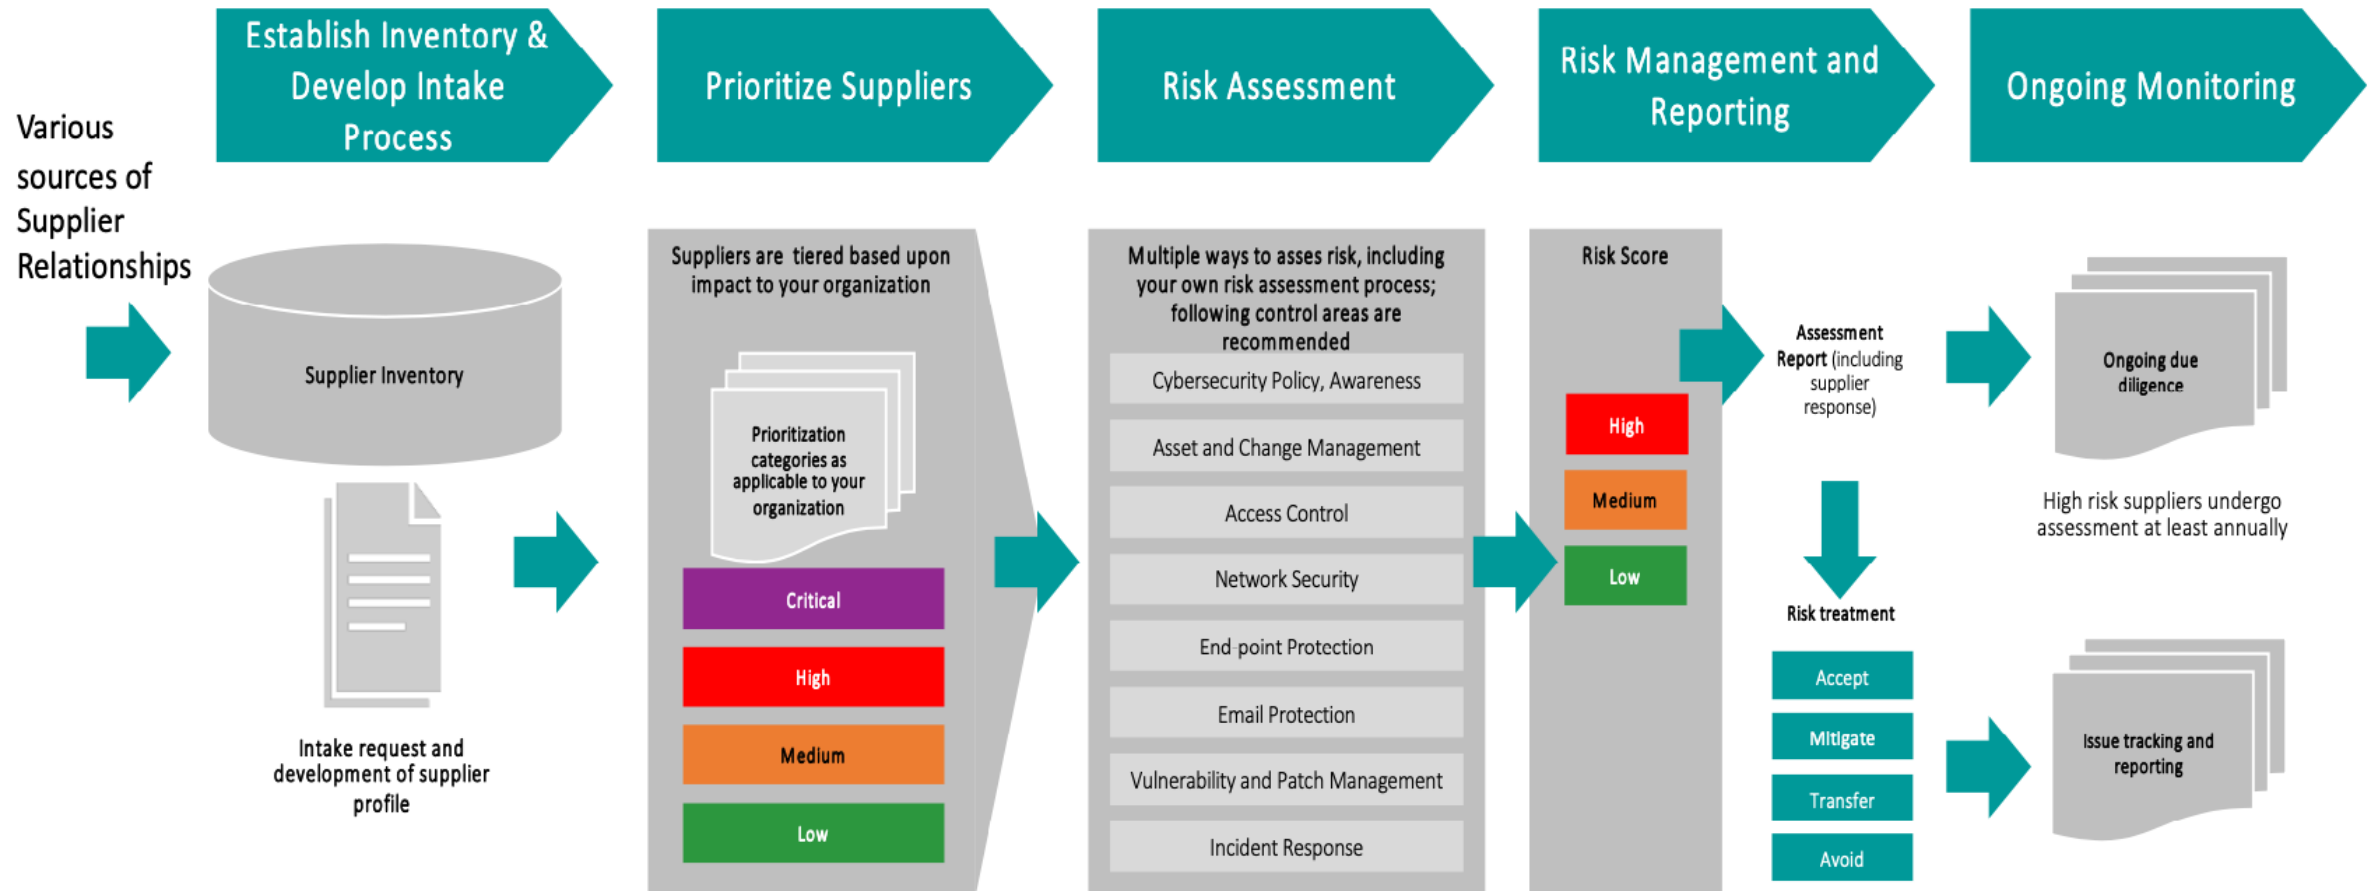 Establish Inventory &
Develop Intake
Process
Prioritize Suppliers
Risk Assessment
Risk Management and
Reporting
Ongoing Monitoring
Various
sources of
Supplier
Relationships
Supplier Inventory
Intake request and
development of supplier
profile
Suppliers are tiered based upon
impact to your organization
Prioritization
categories as
applicable to your
organization
Critical
High
Medium
Low
Multiple ways to asses risk, including
your own risk assessment process;
following control areas are
recommended
Cybersecurity Policy, Awareness
Asset and Change Management
Access Control
Network Security
End-point Protection
Email Protection
Vulnerability and Patch Management
Incident Response
Risk Score
High
Medium
Low
Assessment
Report (including
supplier
response)
Risk treatment
Accept
Mitigate
Transfer
Avoid
Ongoing due
diligence
High risk suppliers undergo
assessment at least annually
Issue tracking and
reporting